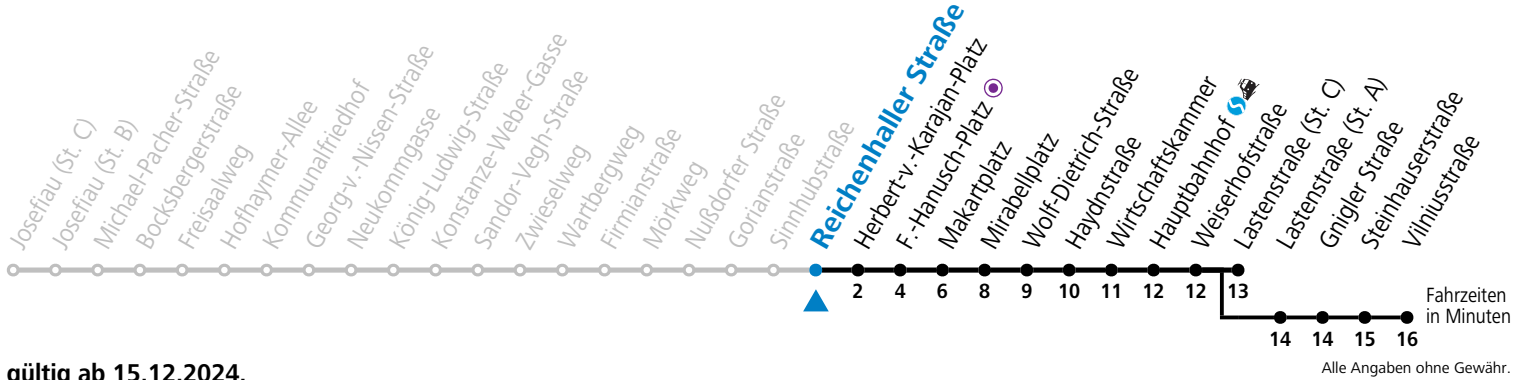 Josefiau (St. C)
Josefiau (St. B)
Michael-Pacher-Straße
Bocksbergerstraße
Freisaalweg
Hofhaymer-Allee
Kommunalfriedhof
Georg-v.-Nissen-Straße
Neukommgasse
König-Ludwig-Straße
Konstanze-Weber-Gasse
Sandor-Vegh-Straße
Zwieselweg
Wartbergweg
Firmianstraße
Mörkweg
Nußdorfer Straße
Gorianstraße
Sinnhubstraße
Reichenhaller Straße
Herbert-v.-Karajan-Platz
F.-Hanusch-Platz
Makartplatz
Mirabellplatz
Wolf-Dietrich-Straße
Haydnstraße
Wirtschaftskammer
Hauptbahnhof
Weiserhofstraße
Lastenstraße (St. C)
Lastenstraße (St. A)
Gnigler Straße
Steinhauserstraße
Vilniusstraße
2 4 6 8 9 10 11 12 12 13
14 14 15 16
Fahrzeiten
in Minuten
gültig ab 15.12.2024.
Alle Angaben ohne Gewähr.